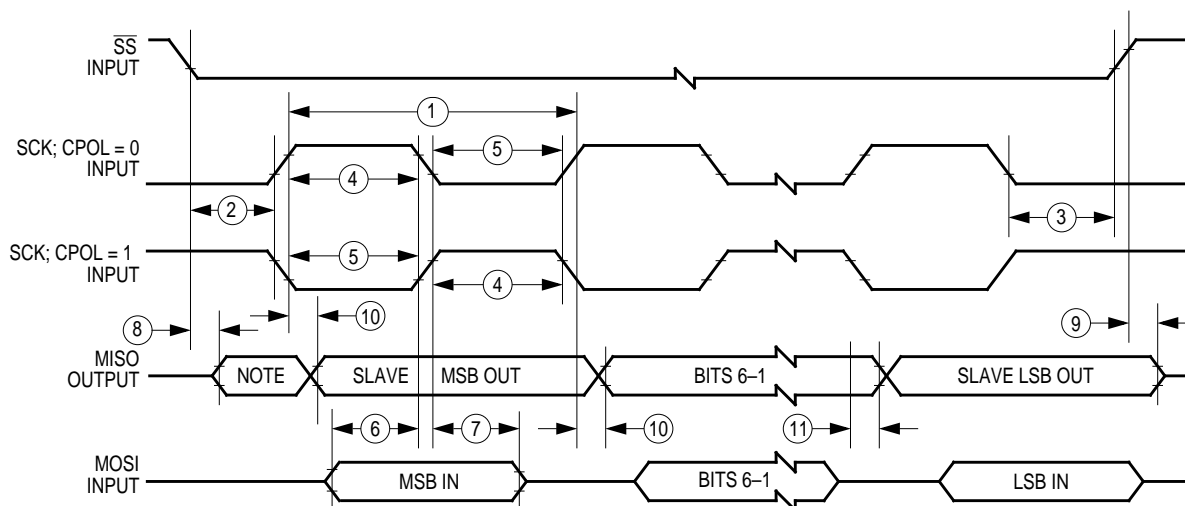 SS
INPUT
1
SCK; CPOL = 0
INPUT
5
4
2
3
SCK; CPOL = 1
INPUT
5
4
8
10
9
MISO
OUTPUT
NOTE
SLAVE
MSB OUT
BITS 6–1
SLAVE LSB OUT
6
7
10
11
MOSI
INPUT
MSB IN
BITS 6–1
LSB IN